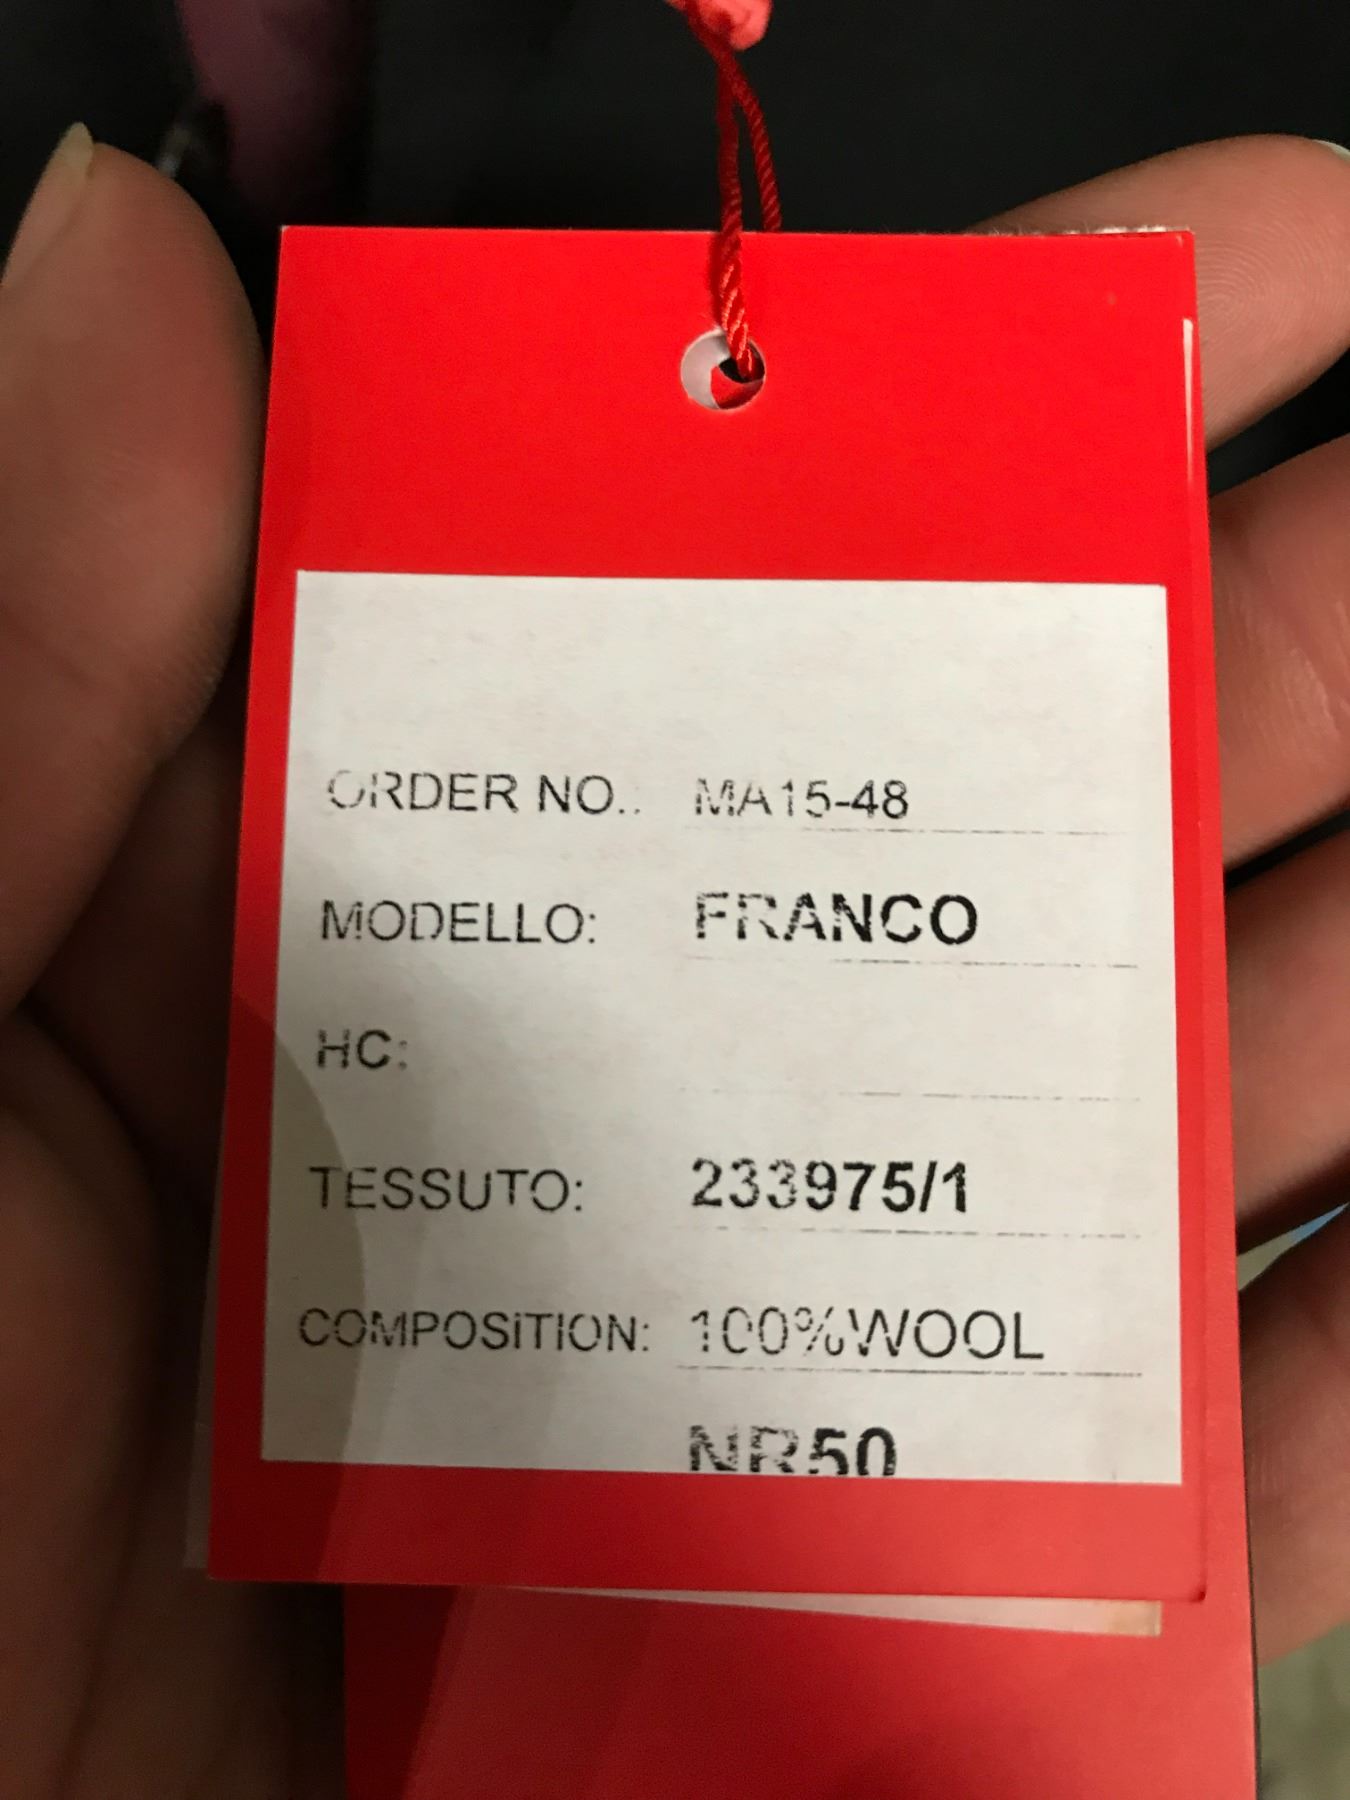 ORDER NO.: MA15-48
MODELLO: FRANCO
HC:
TESSUTO: 233975/1
COMPOSITION: 100%WOOL
NR50